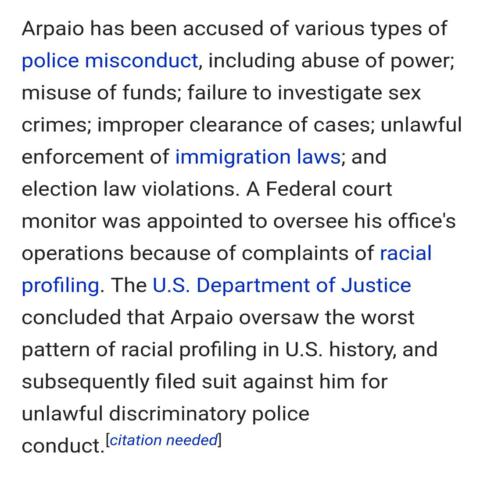 Arpaio has been accused of various types of
police misconduct, including abuse of power;
misuse of funds; failure to investigate sex
crimes; improper clearance of cases; unlawful
enforcement of immigration laws; and
election law violations. A Federal court
monitor was appointed to oversee his office's
operations because of complaints of racial
profiling. The U.S. Department of Justice
concluded that Arpaio oversaw the worst
pattern of racial profiling in U.S. history, and
subsequently filed suit against him for
unlawful discriminatory police
conduct.[citation needed]